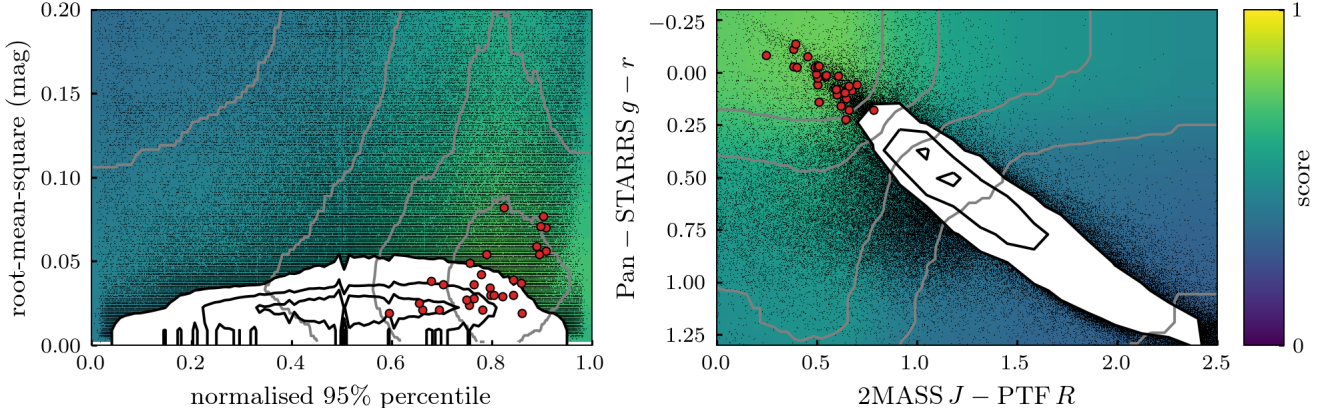 root-mean-square (mag)
0.20
0.15
0.10
0.05
0.00
0.0 0.2 0.4 0.6 0.8 1.0
normalised 95% percentile
Pan − STARRS g − r
−0.25
0.00
0.25
0.50
0.75
1.00
1.25
0.0 0.5 1.0 1.5 2.0 2.5
2MASS J − PTF R
1
0
score